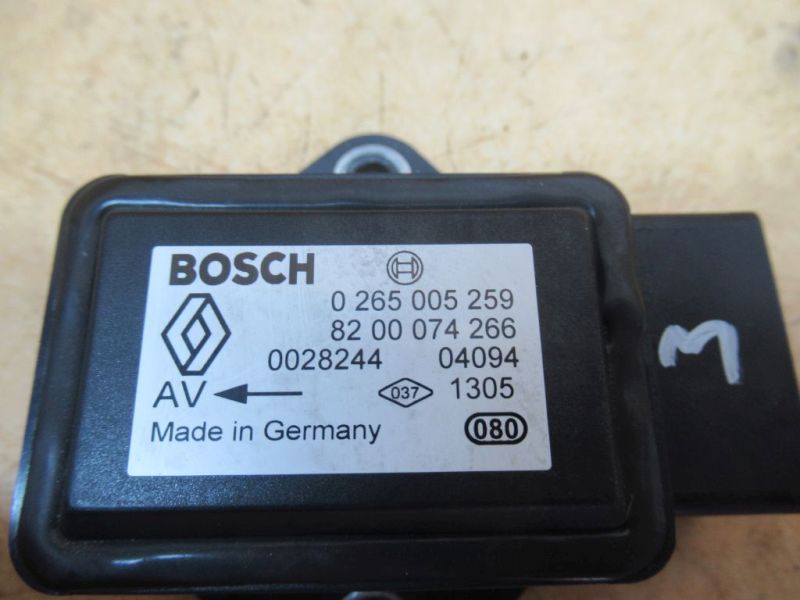 BOSCH
0 265 005 259
82 00 074 266
0028244 04094
AV 037 1305
Made in Germany 080
M